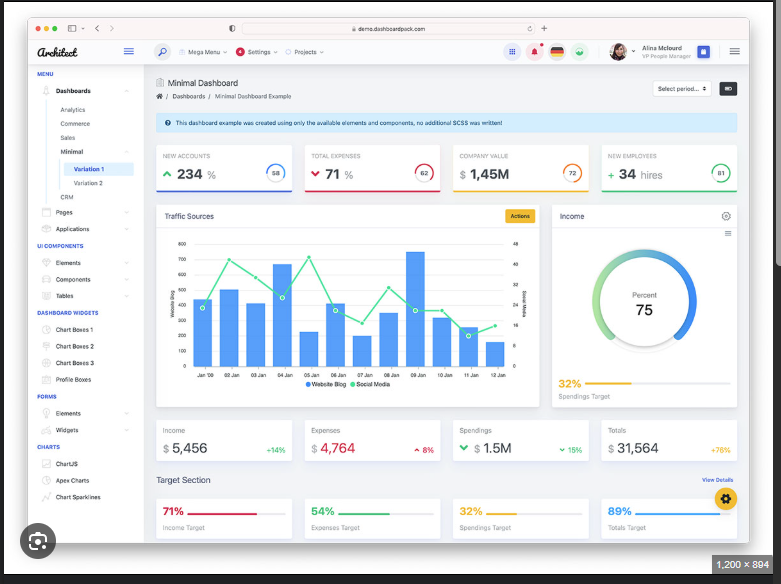 demo.dashboardpack.com
Architect
Mega Menu
4
Settings
Projects
Alina Mclourd
VP People Manager
MENU
Dashboards
Analytics
Commerce
Sales
Minimal
Variation 1
Variation 2
CRM
Pages
Applications
UI COMPONENTS
Elements
Components
Tables
DASHBOARD WIDGETS
Chart Boxes 1
Chart Boxes 2
Chart Boxes 3
Profile Boxes
FORMS
Elements
Widgets
CHARTS
ChartJS
Apex Charts
Chart Sparklines
Minimal Dashboard
/ Dashboards / Minimal Dashboard Example
Select period...
This dashboard example was created using only the available elements and components, no additional SCSS was written!
NEW ACCOUNTS
234 %
58
TOTAL EXPENSES
71 %
62
COMPANY VALUE
$ 1,45M
72
NEW EMPLOYEES
+ 34 hires
81
Traffic Sources
Actions
800
700
600
500
400
300
200
100
0
Website Blog
48
40
32
24
16
8
0
Social Media
Jan '09 02 Jan 03 Jan 04 Jan 05 Jan 06 Jan 07 Jan 08 Jan 09 Jan 10 Jan 11 Jan 12 Jan
Website Blog Social Media
Income
Percent
75
32%
Spendings Target
Income
$ 5,456
+14%
Expenses
$ 4,764
8%
Spendings
$ 1.5M
15%
Totals
$ 31,564
+76%
Target Section
View Details
71%
Income Target
54%
Expenses Target
32%
Spendings Target
89%
Totals Target
1,200 × 894